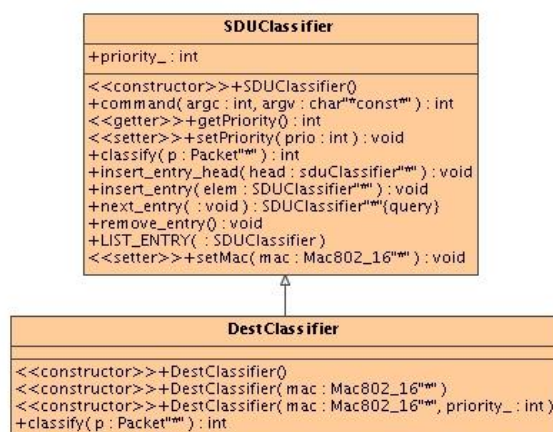 SDUClassifier
+priority_ : int
<<constructor>>+SDUClassifier()
+command( argc : int, argv : char"*const*" ) : int
<<getter>>+getPriority() : int
<<setter>>+setPriority( prio : int ) : void
+classify( p : Packet"*" ) : int
+insert_entry_head( head : sduClassifier"*" ) : void
+insert_entry( elem : SDUClassifier"*" ) : void
+next_entry( : void ) : SDUClassifier"*"{query}
+remove_entry() : void
+LIST_ENTRY( : SDUClassifier )
<<setter>>+setMac( mac : Mac802_16"*" ) : void
DestClassifier
<<constructor>>+DestClassifier()
<<constructor>>+DestClassifier( mac : Mac802_16"*" )
<<constructor>>+DestClassifier( mac : Mac802_16"*", priority_ : int )
+classify( p : Packet"*" ) : int